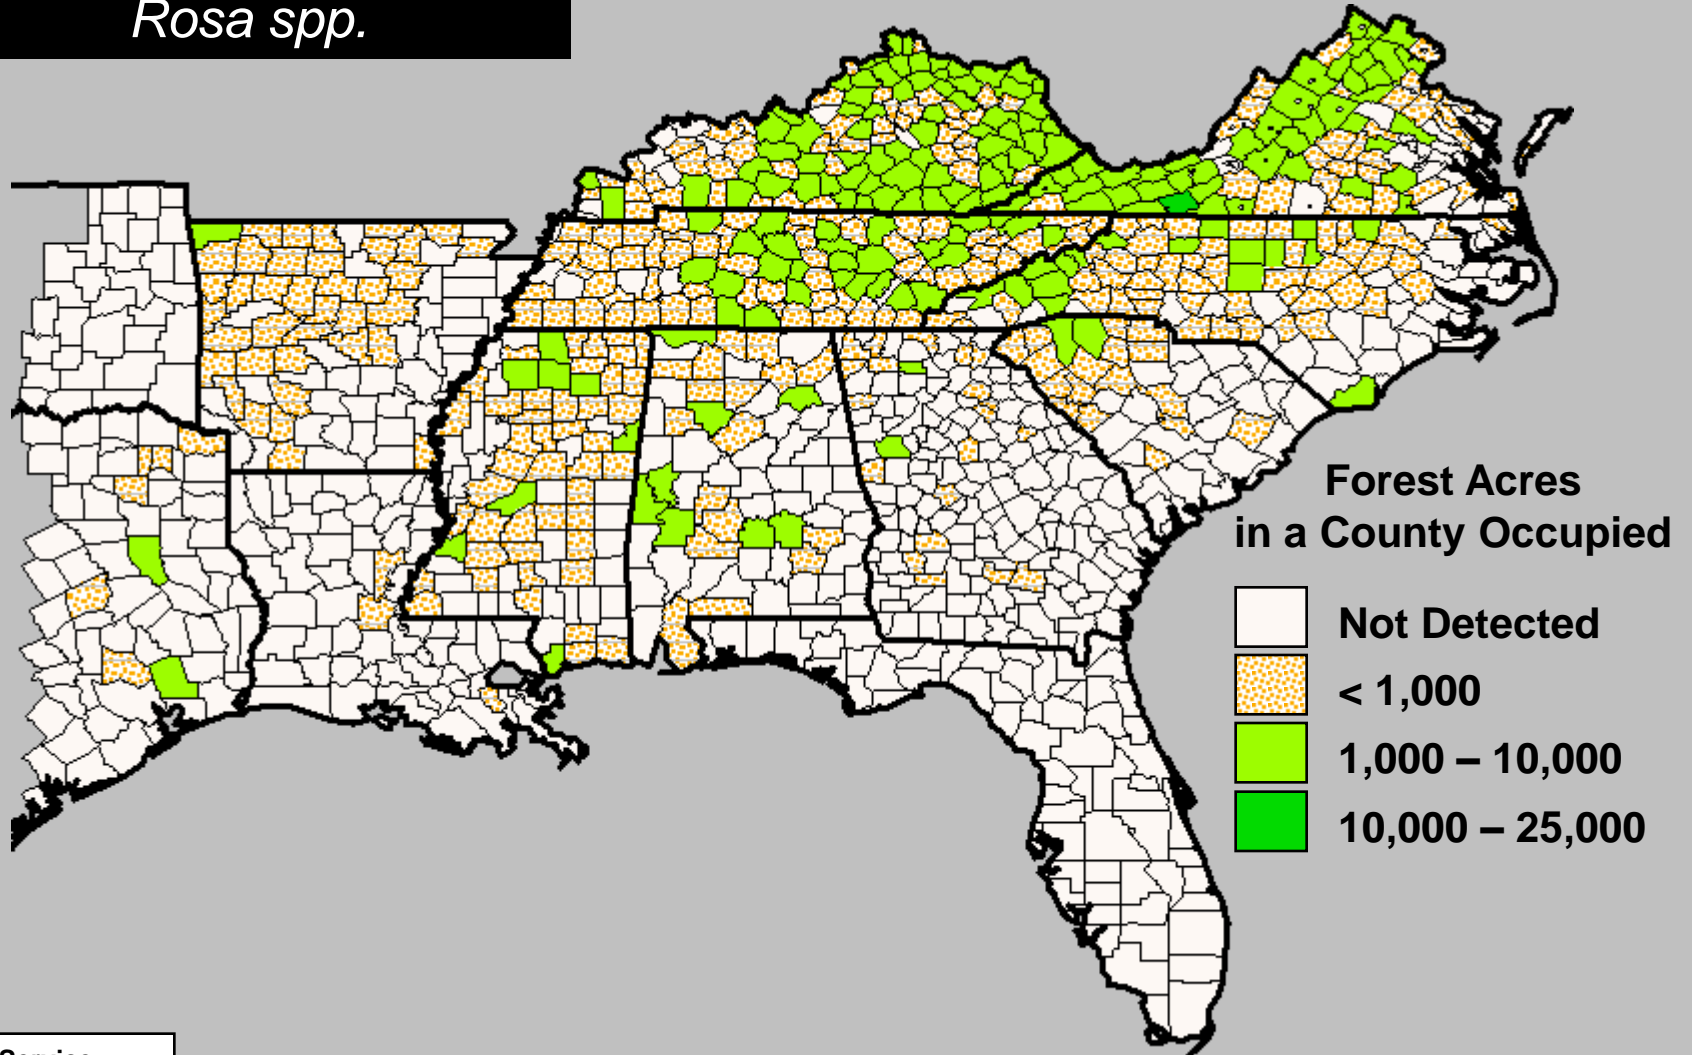 Rosa spp.
Forest Acres
in a County Occupied
Not Detected
< 1,000
1,000 – 10,000
10,000 – 25,000
Service